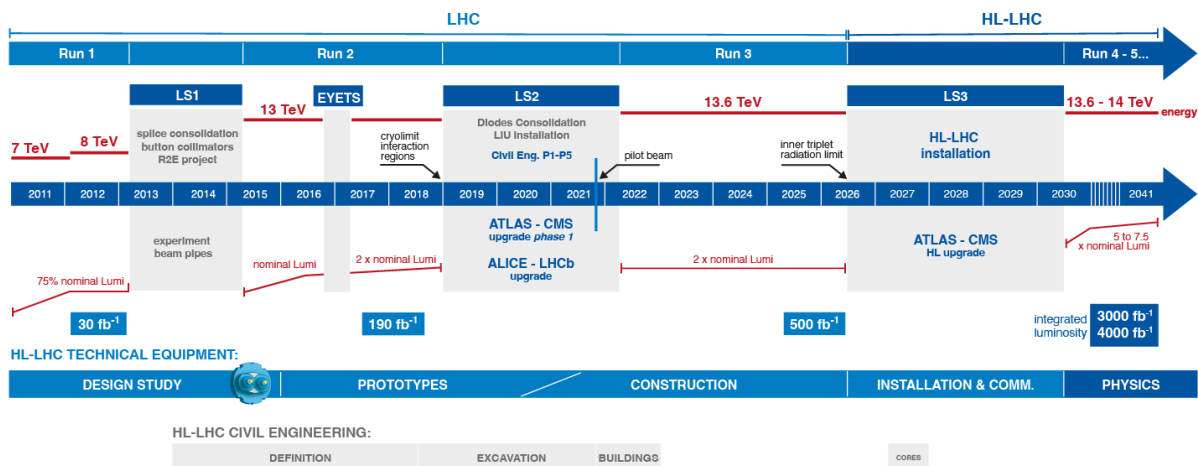 LHC
HL-LHC
Run 1
Run 2
Run 3
Run 4 - 5...
LS1
EYETS
LS2
LS3
7 TeV
8 TeV
13 TeV
13.6 TeV
13.6 - 14 TeV
energy
splice consolidation
button collimators
R2E project
cryolimit
interaction
regions
Diodes Consolidation
LIU Installation
Civil Eng. P1-P5
pilot beam
inner triplet
radiation limit
HL-LHC
installation
2011
2012
2013
2014
2015
2016
2017
2018
2019
2020
2021
2022
2023
2024
2025
2026
2027
2028
2029
2030
2041
experiment
beam pipes
75% nominal Lumi
nominal Lumi
2 x nominal Lumi
ATLAS - CMS
upgrade phase 1
ALICE - LHCb
upgrade
2 x nominal Lumi
ATLAS - CMS
HL upgrade
5 to 7.5
x nominal Lumi
30 fb⁻¹
190 fb⁻¹
500 fb⁻¹
integrated
luminosity
3000 fb⁻¹
4000 fb⁻¹
HL-LHC TECHNICAL EQUIPMENT:
DESIGN STUDY
PROTOTYPES
CONSTRUCTION
INSTALLATION & COMM.
PHYSICS
HL-LHC CIVIL ENGINEERING:
DEFINITION
EXCAVATION
BUILDINGS
CORES